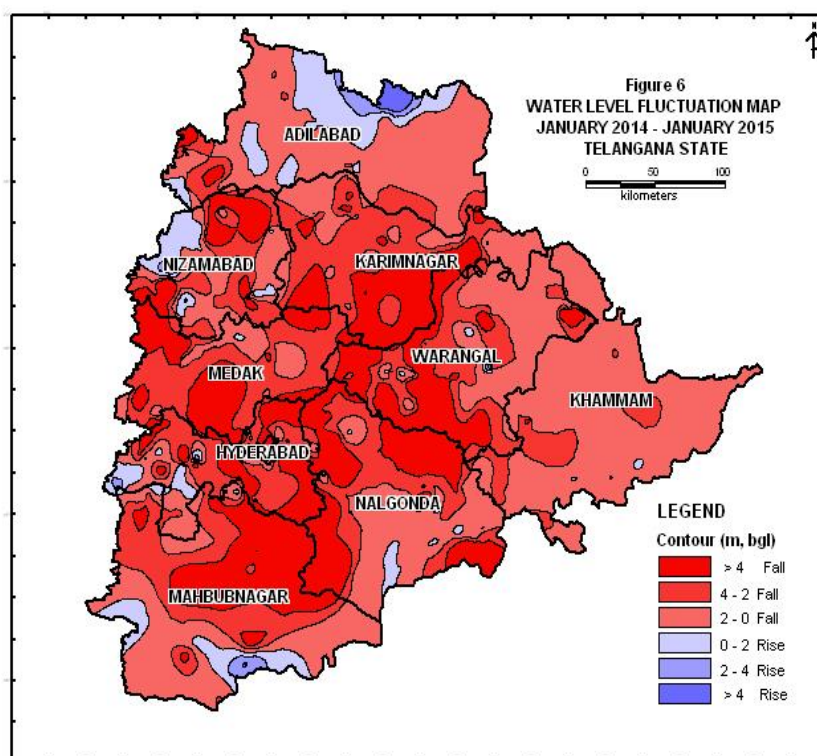 N
Figure 6
WATER LEVEL FLUCTUATION MAP
JANUARY 2014 - JANUARY 2015
TELANGANA STATE
0 50 100
kilometers
ADILABAD
NIZAMABAD
KARIMNAGAR
WARANGAL
MEDAK
KHAMMAM
HYDERABAD
NALGONDA
MAHBUBNAGAR
LEGEND
Contour (m, bgl)
> 4 Fall
4 - 2 Fall
2 - 0 Fall
0 - 2 Rise
2 - 4 Rise
> 4 Rise